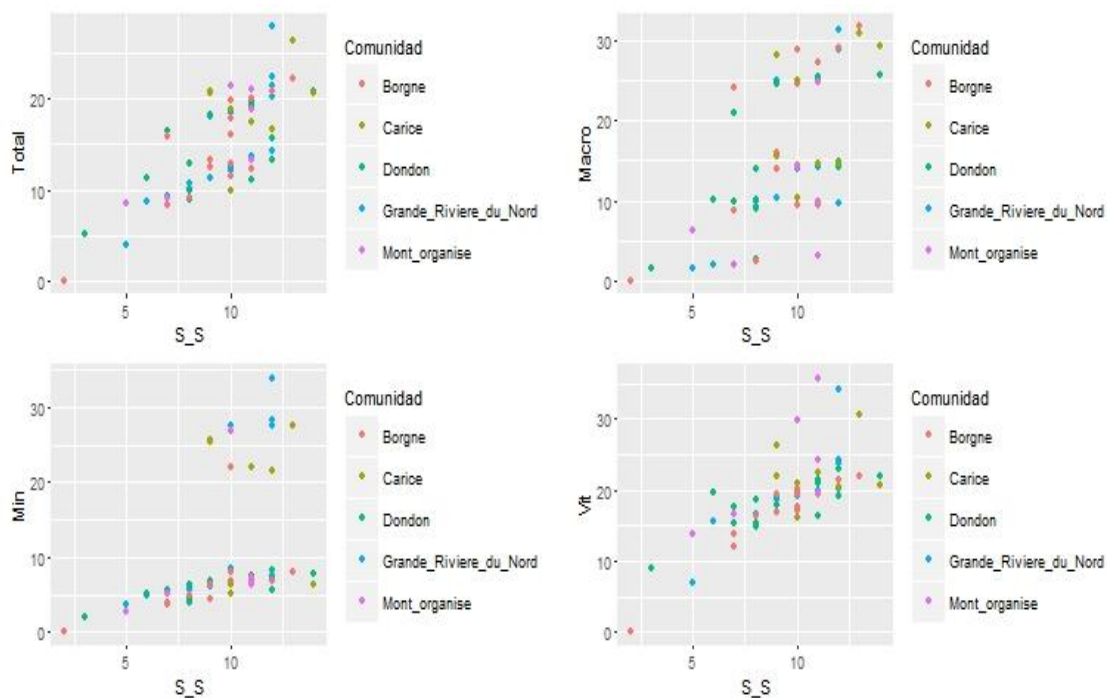 Total
20
10
0
5
10
S_S
Comunidad
Borgne
Carice
Dondon
Grande_Riviere_du_Nord
Mont_organise
Macro
30
20
10
0
5
10
S_S
Comunidad
Borgne
Carice
Dondon
Grande_Riviere_du_Nord
Mont_organise
Min
30
20
10
0
5
10
S_S
Comunidad
Borgne
Carice
Dondon
Grande_Riviere_du_Nord
Mont_organise
Vit
30
20
10
0
5
10
S_S
Comunidad
Borgne
Carice
Dondon
Grande_Riviere_du_Nord
Mont_organise